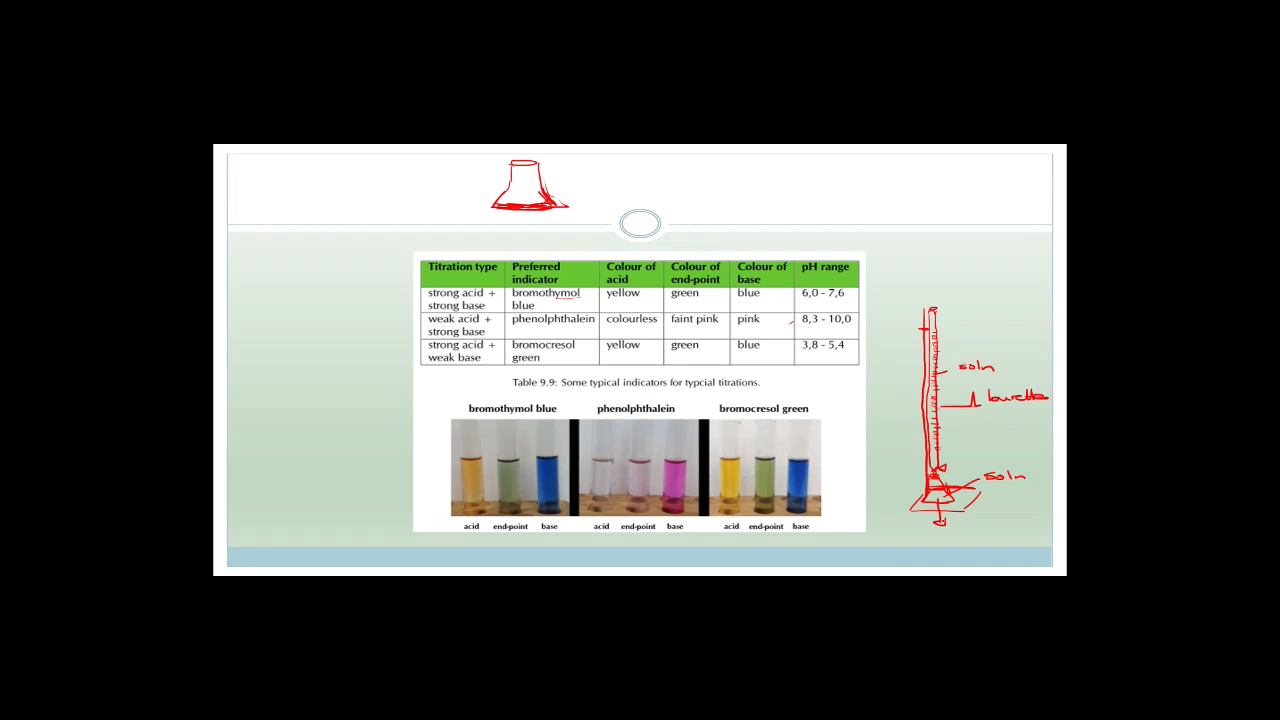 Titration type Preferred indicator Colour of acid Colour of end-point Colour of base pH range
strong acid + strong base bromothymol blue yellow green blue 6,0 - 7,6
weak acid + strong base phenolphthalein colourless faint pink pink 8,3 - 10,0
strong acid + weak base bromocresol green yellow green blue 3,8 - 5,4
Table 9.9: Some typical indicators for typcial titrations.
bromothymol blue phenolphthalein bromocresol green
acid end-point base acid end-point base acid end-point base
soln
burette
soln